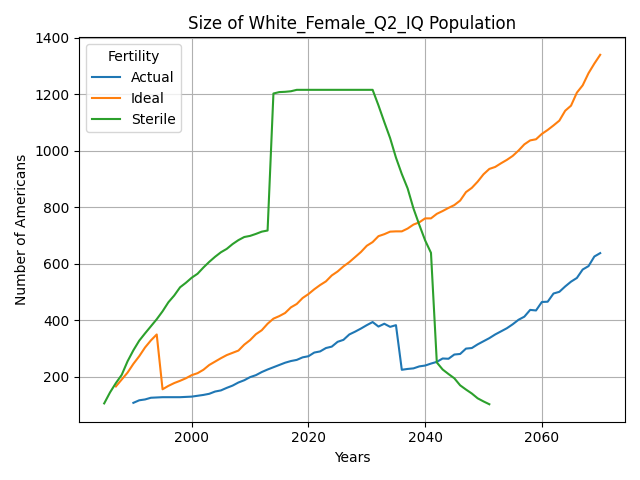 Size of White_Female_Q2_IQ Population
Fertility
Actual
Ideal
Sterile
Number of Americans
1400
1200
1000
800
600
400
200
2000
2020
2040
2060
Years